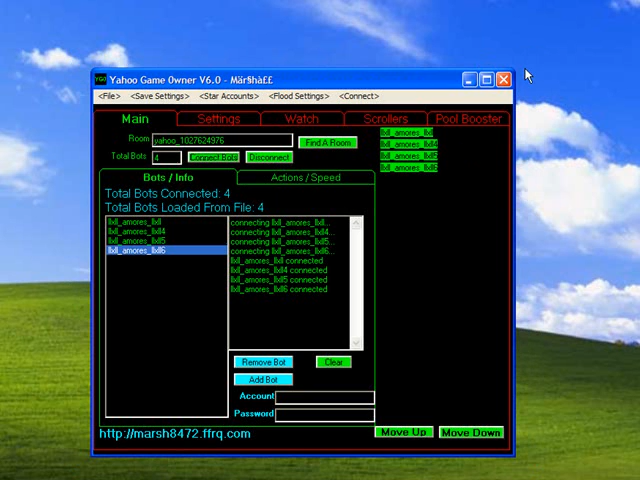 YGO Yahoo Game Owner V6.0 - Mär§hà££
<File> <Save Settings> <Star Accounts> <Flood Settings> <Connect>
Main Settings Watch Scrollers Pool Booster
Room yahoo_1027624976 Find A Room
Total Bots 4 Connect Bots Disconnect
llxll_amores_llxll
llxll_amores_llxll4
llxll_amores_llxll5
llxll_amores_llxll6
Bots / Info Actions / Speed
Total Bots Connected: 4
Total Bots Loaded From File: 4
llxll_amores_llxll
llxll_amores_llxll4
llxll_amores_llxll5
llxll_amores_llxll6
connecting llxll_amores_llxll...
connecting llxll_amores_llxll4...
connecting llxll_amores_llxll5...
connecting llxll_amores_llxll6...
llxll_amores_llxll connected
llxll_amores_llxll4 connected
llxll_amores_llxll5 connected
llxll_amores_llxll6 connected
Remove Bot Clear
Add Bot
Account
Password
http://marsh8472.ffrq.com Move Up Move Down